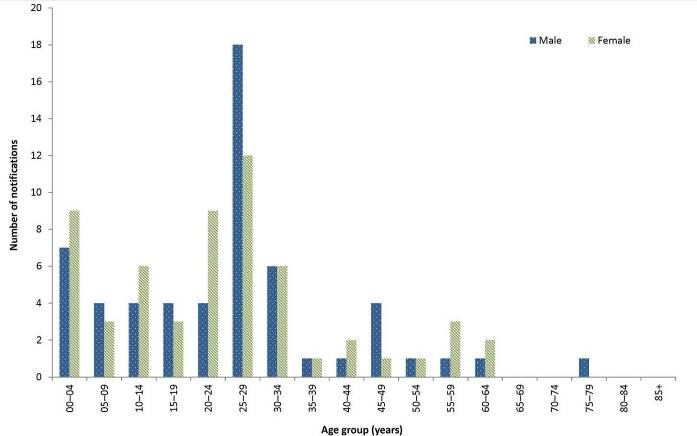 20
18
16
14
12
10
8
6
4
2
0
Number of notifications
Male Female
00–04 05–09 10–14 15–19 20–24 25–29 30–34 35–39 40–44 45–49 50–54 55–59 60–64 65–69 70–74 75–79 80–84 85+
Age group (years)